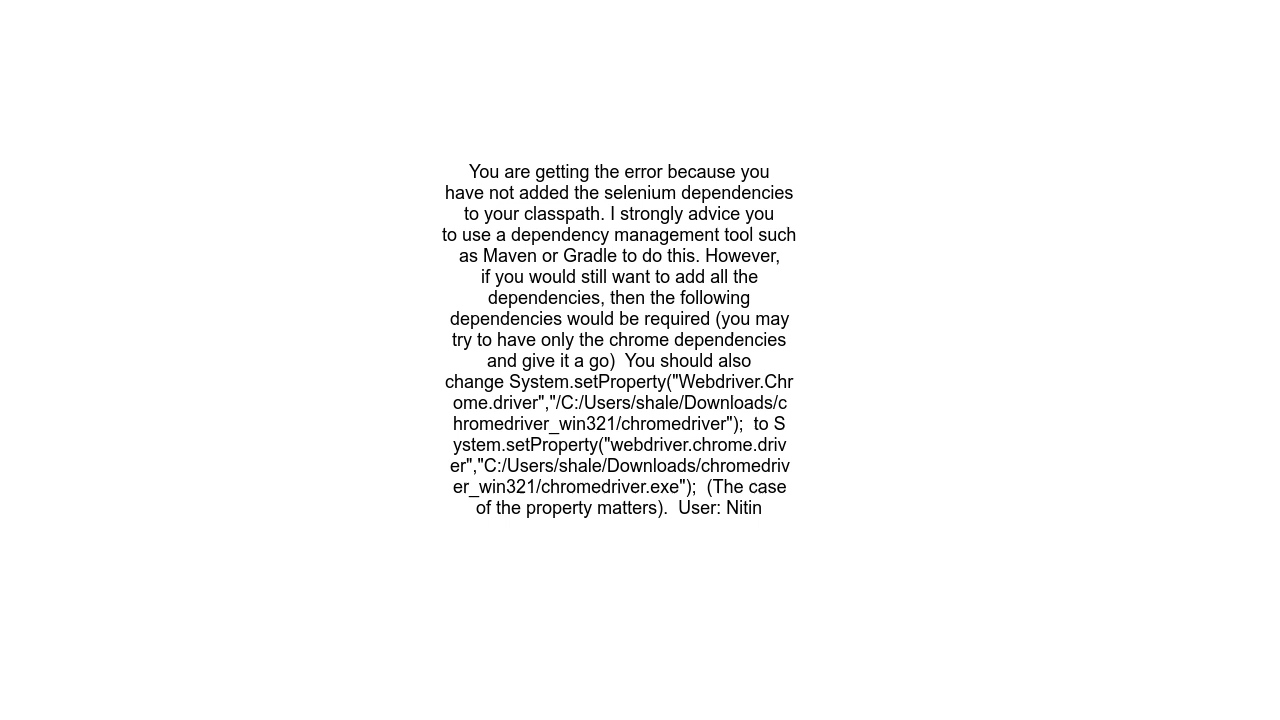 You are getting the error because you
have not added the selenium dependencies
to your classpath. I strongly advice you
to use a dependency management tool such
as Maven or Gradle to do this. However,
if you would still want to add all the
dependencies, then the following
dependencies would be required (you may
try to have only the chrome dependencies
and give it a go)  You should also
change System.setProperty("Webdriver.Chr
ome.driver","/C:/Users/shale/Downloads/c
hromedriver_win321/chromedriver");  to S
ystem.setProperty("webdriver.chrome.driv
er","C:/Users/shale/Downloads/chromedriv
er_win321/chromedriver.exe");  (The case
of the property matters).  User: Nitin